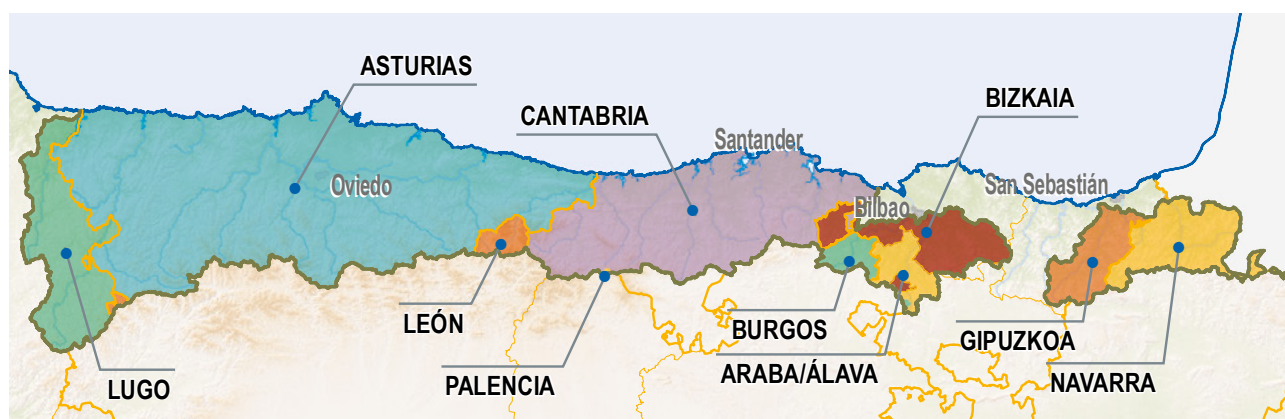 ASTURIAS
CANTABRIA
BIZKAIA
Santander
Oviedo
San Sebastián
Bilbao
LEÓN
BURGOS
GIPUZKOA
LUGO
PALENCIA
ARABA/ÁLAVA
NAVARRA